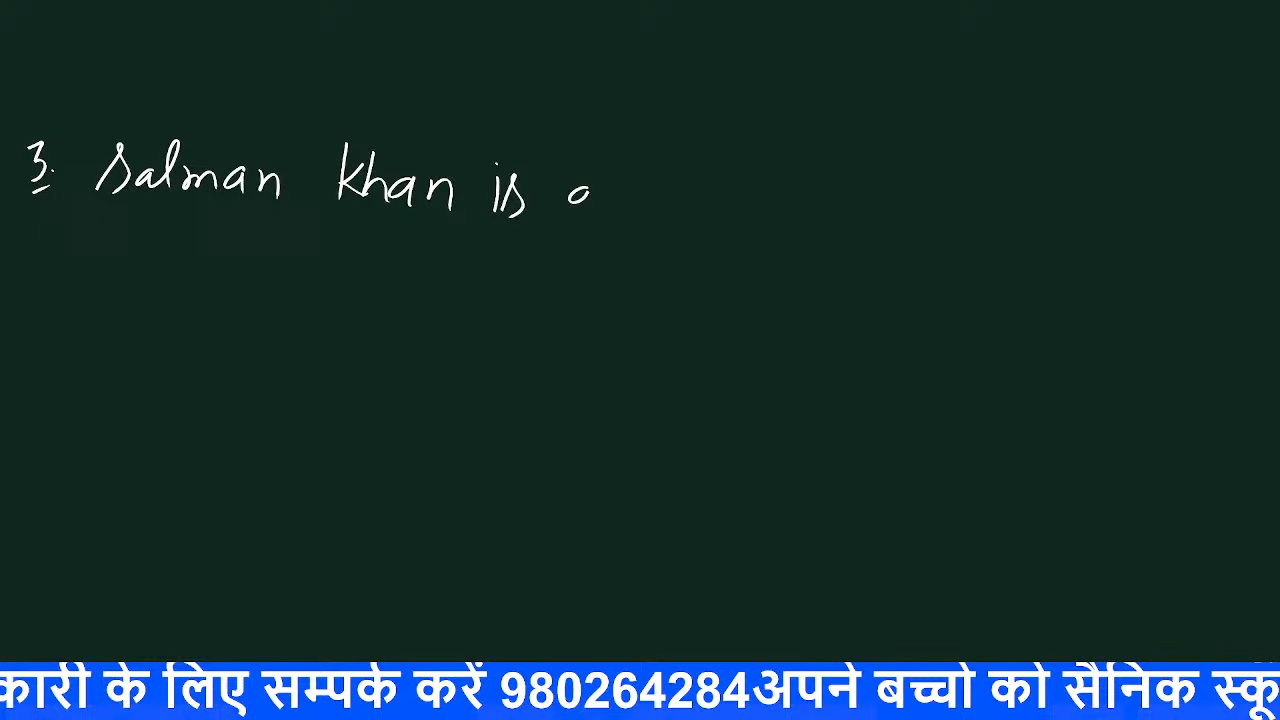 3. Salman khan is
कारी के लिए सम्पर्क करें 980264284अपने बच्चो को सैनिक स्कू